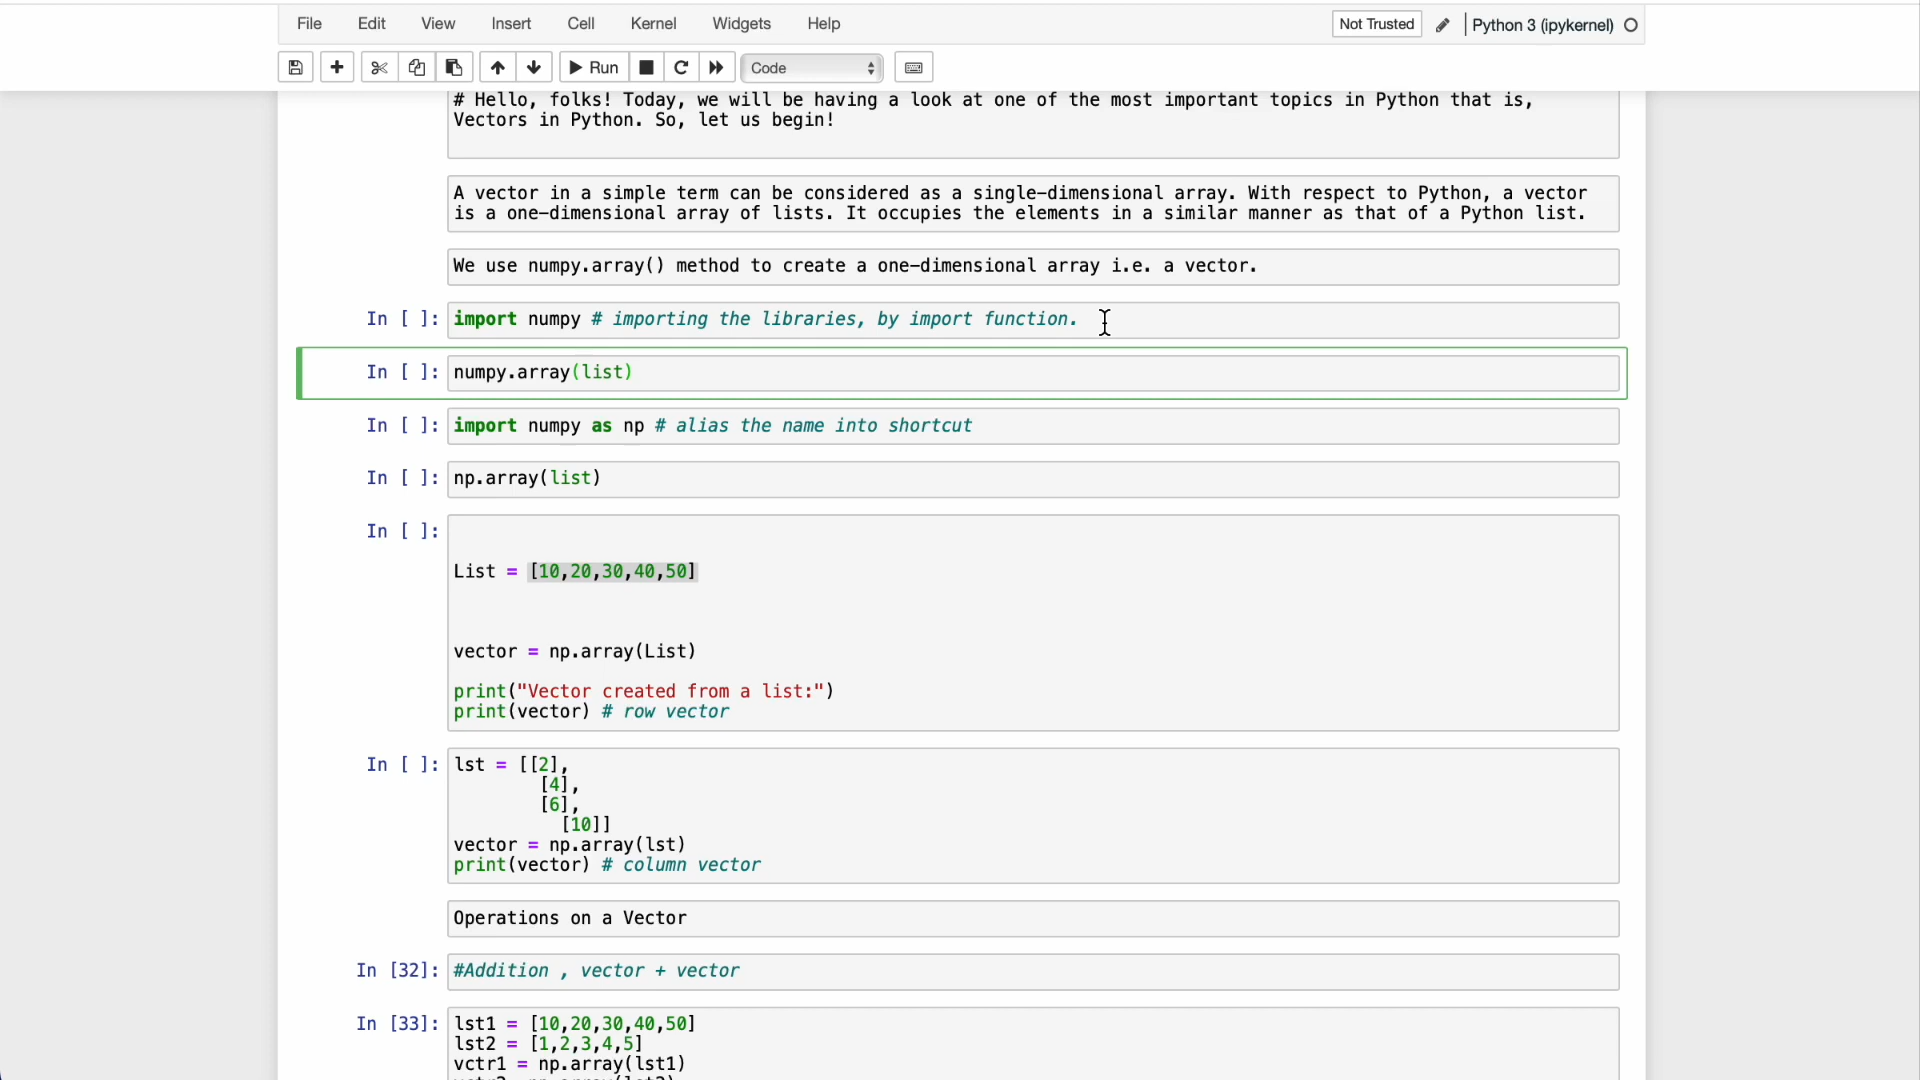 File Edit View Insert Cell Kernel Widgets Help Not Trusted Python 3 (ipykernel)
Run Code
# Hello, folks! Today, we will be having a look at one of the most important topics in Python that is,
Vectors in Python. So, let us begin!
A vector in a simple term can be considered as a single-dimensional array. With respect to Python, a vector
is a one-dimensional array of lists. It occupies the elements in a similar manner as that of a Python list.
We use numpy.array() method to create a one-dimensional array i.e. a vector.
In [ ]: import numpy # importing the libraries, by import function.
In [ ]: numpy.array(list)
In [ ]: import numpy as np # alias the name into shortcut
In [ ]: np.array(list)
In [ ]:
List = [10,20,30,40,50]
vector = np.array(List)
print("Vector created from a list:")
print(vector) # row vector
In [ ]: lst = [[2],
[4],
[6],
[10]]
vector = np.array(lst)
print(vector) # column vector
Operations on a Vector
In [32]: #Addition , vector + vector
In [33]: lst1 = [10,20,30,40,50]
lst2 = [1,2,3,4,5]
vctr1 = np.array(lst1)